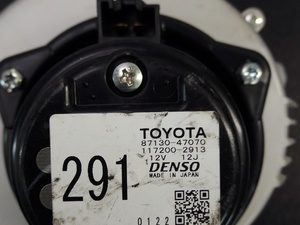 TOYOTA
87130-47070
117200-2913
12V 12J
291
DENSO
MADE IN JAPAN
0122